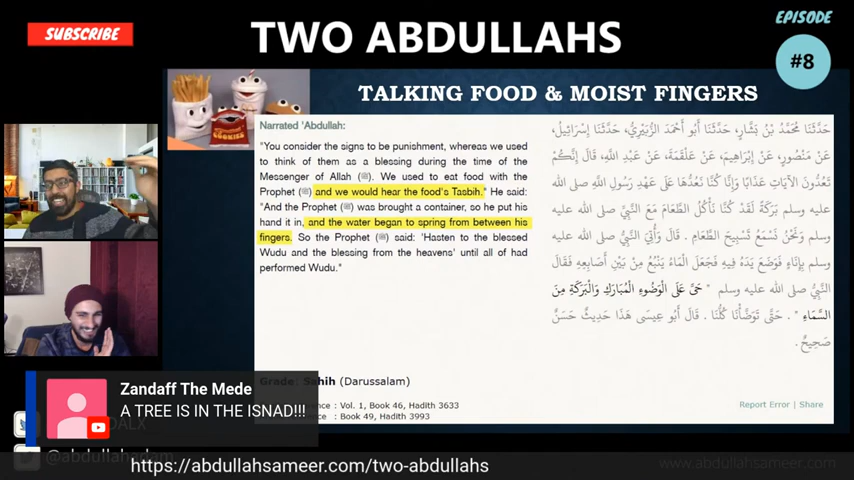 SUBSCRIBE
TWO ABDULLAHS
EPISODE
#8
TALKING FOOD & MOIST FINGERS
Narrated 'Abdullah:
"You consider the signs to be punishment, whereas we used
to think of them as a blessing during the time of the
Messenger of Allah (ﷺ). We used to eat food with the
Prophet (ﷺ) and we would hear the food's Tasbih." He said:
"And the Prophet (ﷺ) was brought a container, so he put his
hand it in, and the water began to spring from between his
fingers. So the Prophet (ﷺ) said: 'Hasten to the blessed
Wudu and the blessing from the heavens' until all of had
performed Wudu."
حَدَّثَنَا مُحَمَّدُ بْنُ بَشَّارٍ، حَدَّثَنَا أَبُو أَحْمَدَ الزُّبَيْرِيُّ، حَدَّثَنَا إِسْرَائِيلُ،
عَنْ مَنْصُورٍ، عَنْ إِبْرَاهِيمَ، عَنْ عَلْقَمَةَ، عَنْ عَبْدِ اللَّهِ، قَالَ إِنَّكُمْ
تَعُدُّونَ الآيَاتِ عَذَابًا وَإِنَّا كُنَّا نَعُدُّهَا عَلَى عَهْدِ رَسُولِ اللَّهِ صلى الله
عليه وسلم بَرَكَةً لَقَدْ كُنَّا نَأْكُلُ الطَّعَامَ مَعَ النَّبِيِّ صلى الله عليه
وسلم وَنَحْنُ نَسْمَعُ تَسْبِيحَ الطَّعَامِ . قَالَ وَأُتِيَ النَّبِيُّ صلى الله عليه
وسلم بِإِنَاءٍ فَوَضَعَ يَدَهُ فِيهِ فَجَعَلَ الْمَاءُ يَنْبُعُ مِنْ بَيْنِ أَصَابِعِهِ فَقَالَ
النَّبِيُّ صلى الله عليه وسلم " حَىَّ عَلَى الْوَضُوءِ الْمُبَارَكِ وَالْبَرَكَةِ مِنَ
السَّمَاءِ " . حَتَّى تَوَضَّأْنَا كُلُّنَا . قَالَ أَبُو عِيسَى هَذَا حَدِيثٌ حَسَنٌ
صَحِيحٌ .
Grade: Sahih (Darussalam)
: Vol. 1, Book 46, Hadith 3633
: Book 49, Hadith 3993
Report Error | Share
Zandaff The Mede
A TREE IS IN THE ISNAD!!!
https://abdullahsameer.com/two-abdullahs
www.abdullahsameer.com